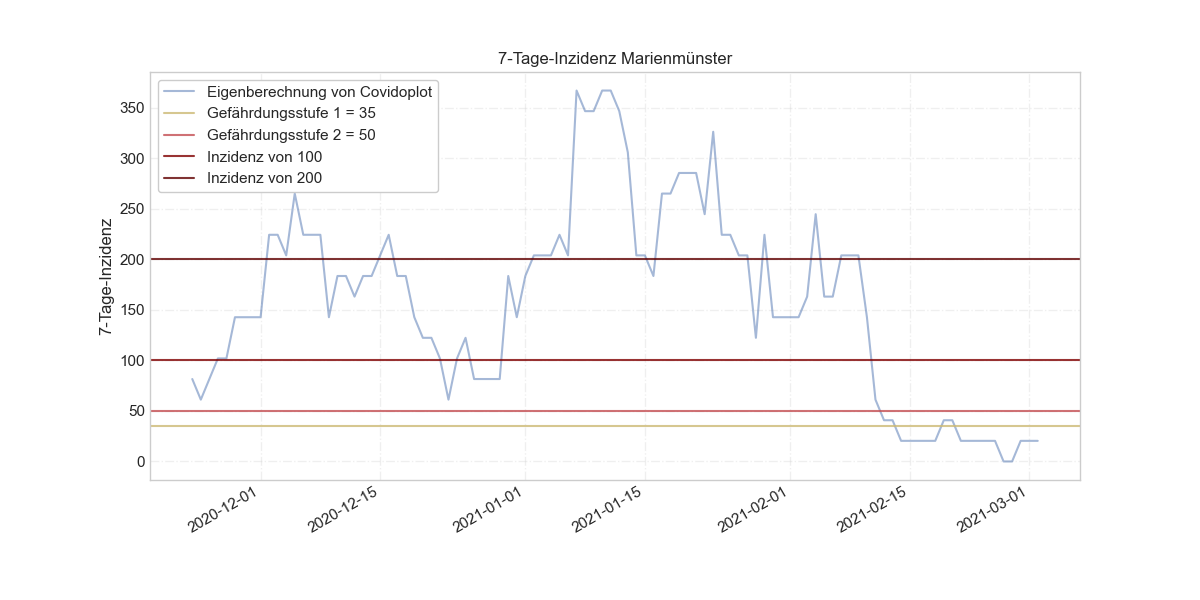 7-Tage-Inzidenz Marienmünster
Eigenberechnung von Covidoplot
Gefährdungsstufe 1 = 35
Gefährdungsstufe 2 = 50
Inzidenz von 100
Inzidenz von 200
7-Tage-Inzidenz
350
300
250
200
150
100
50
0
2020-12-01
2020-12-15
2021-01-01
2021-01-15
2021-02-01
2021-02-15
2021-03-01